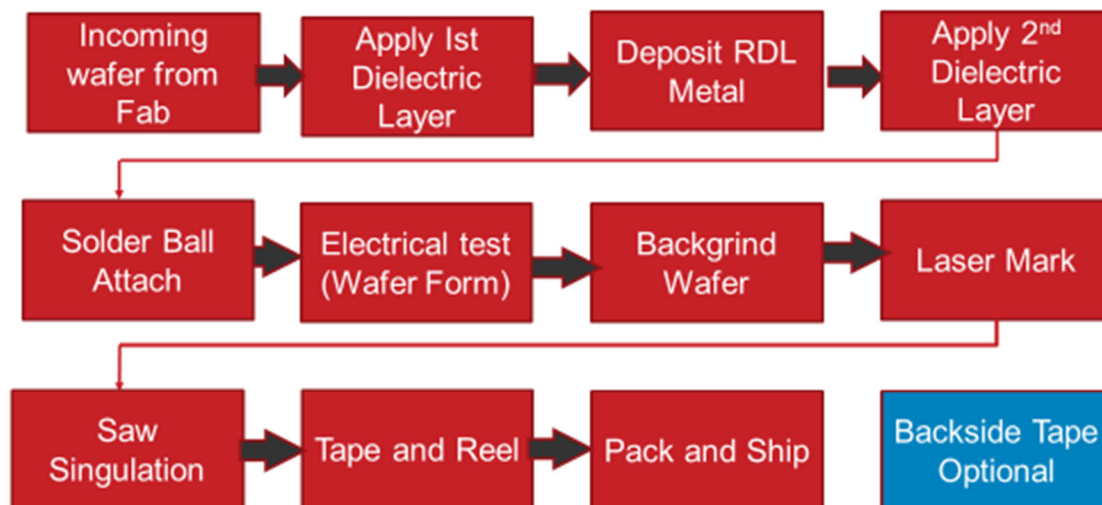 Incoming
wafer from
Fab
Apply Ist
Dielectric
Layer
Deposit RDL
Metal
Apply 2nd
Dielectric
Layer
Solder Ball
Attach
Electrical test
(Wafer Form)
Backgrind
Wafer
Laser Mark
Saw
Singulation
Tape and Reel
Pack and Ship
Backside Tape
Optional